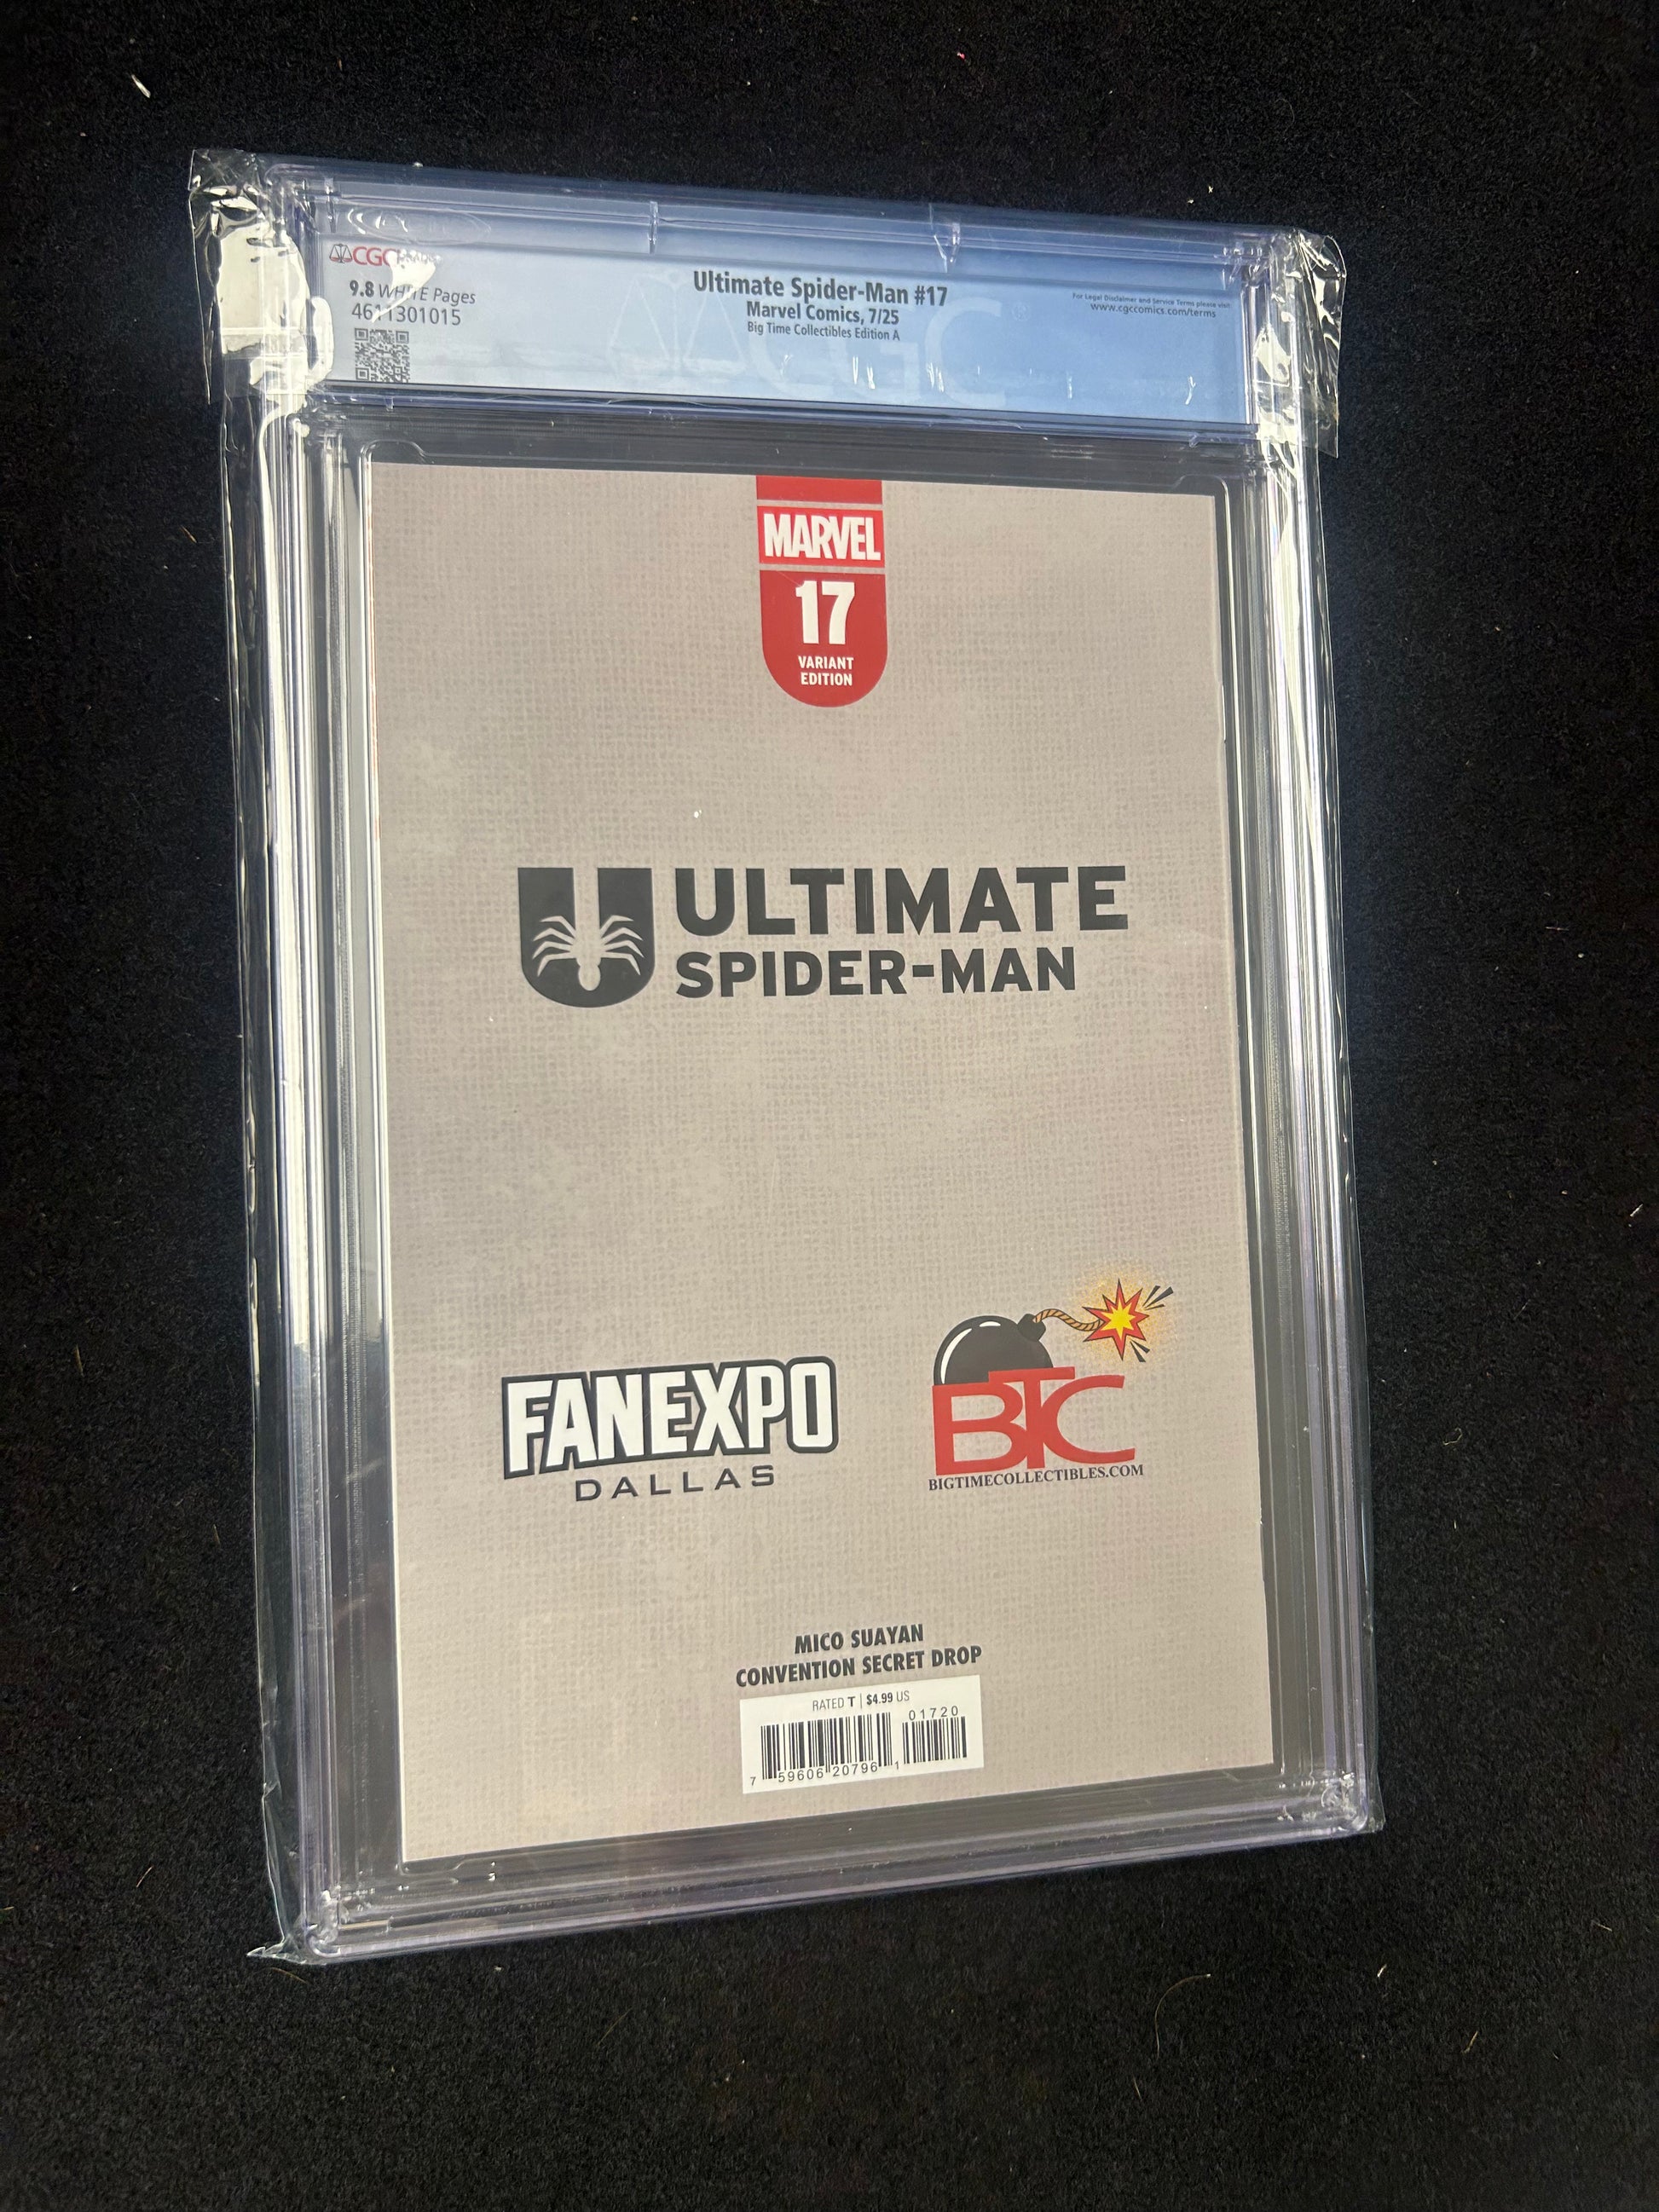 CGC
9.8 WHITE Pages
4611301015
Ultimate Spider-Man #17
Marvel Comics, 7/25
Big Time Collectibles Edition A
For Legal Disclaimer and Service Terms please visit:
www.cgccomics.com/terms
CGC
MARVEL
17
VARIANT
EDITION
U ULTIMATE
SPIDER-MAN
FANEXPO
DALLAS
BTC
BIGTIMECOLLECTIBLES.COM
MICO SUAYAN
CONVENTION SECRET DROP
RATED T | $4.99 US
01720
7 59606 20796 1